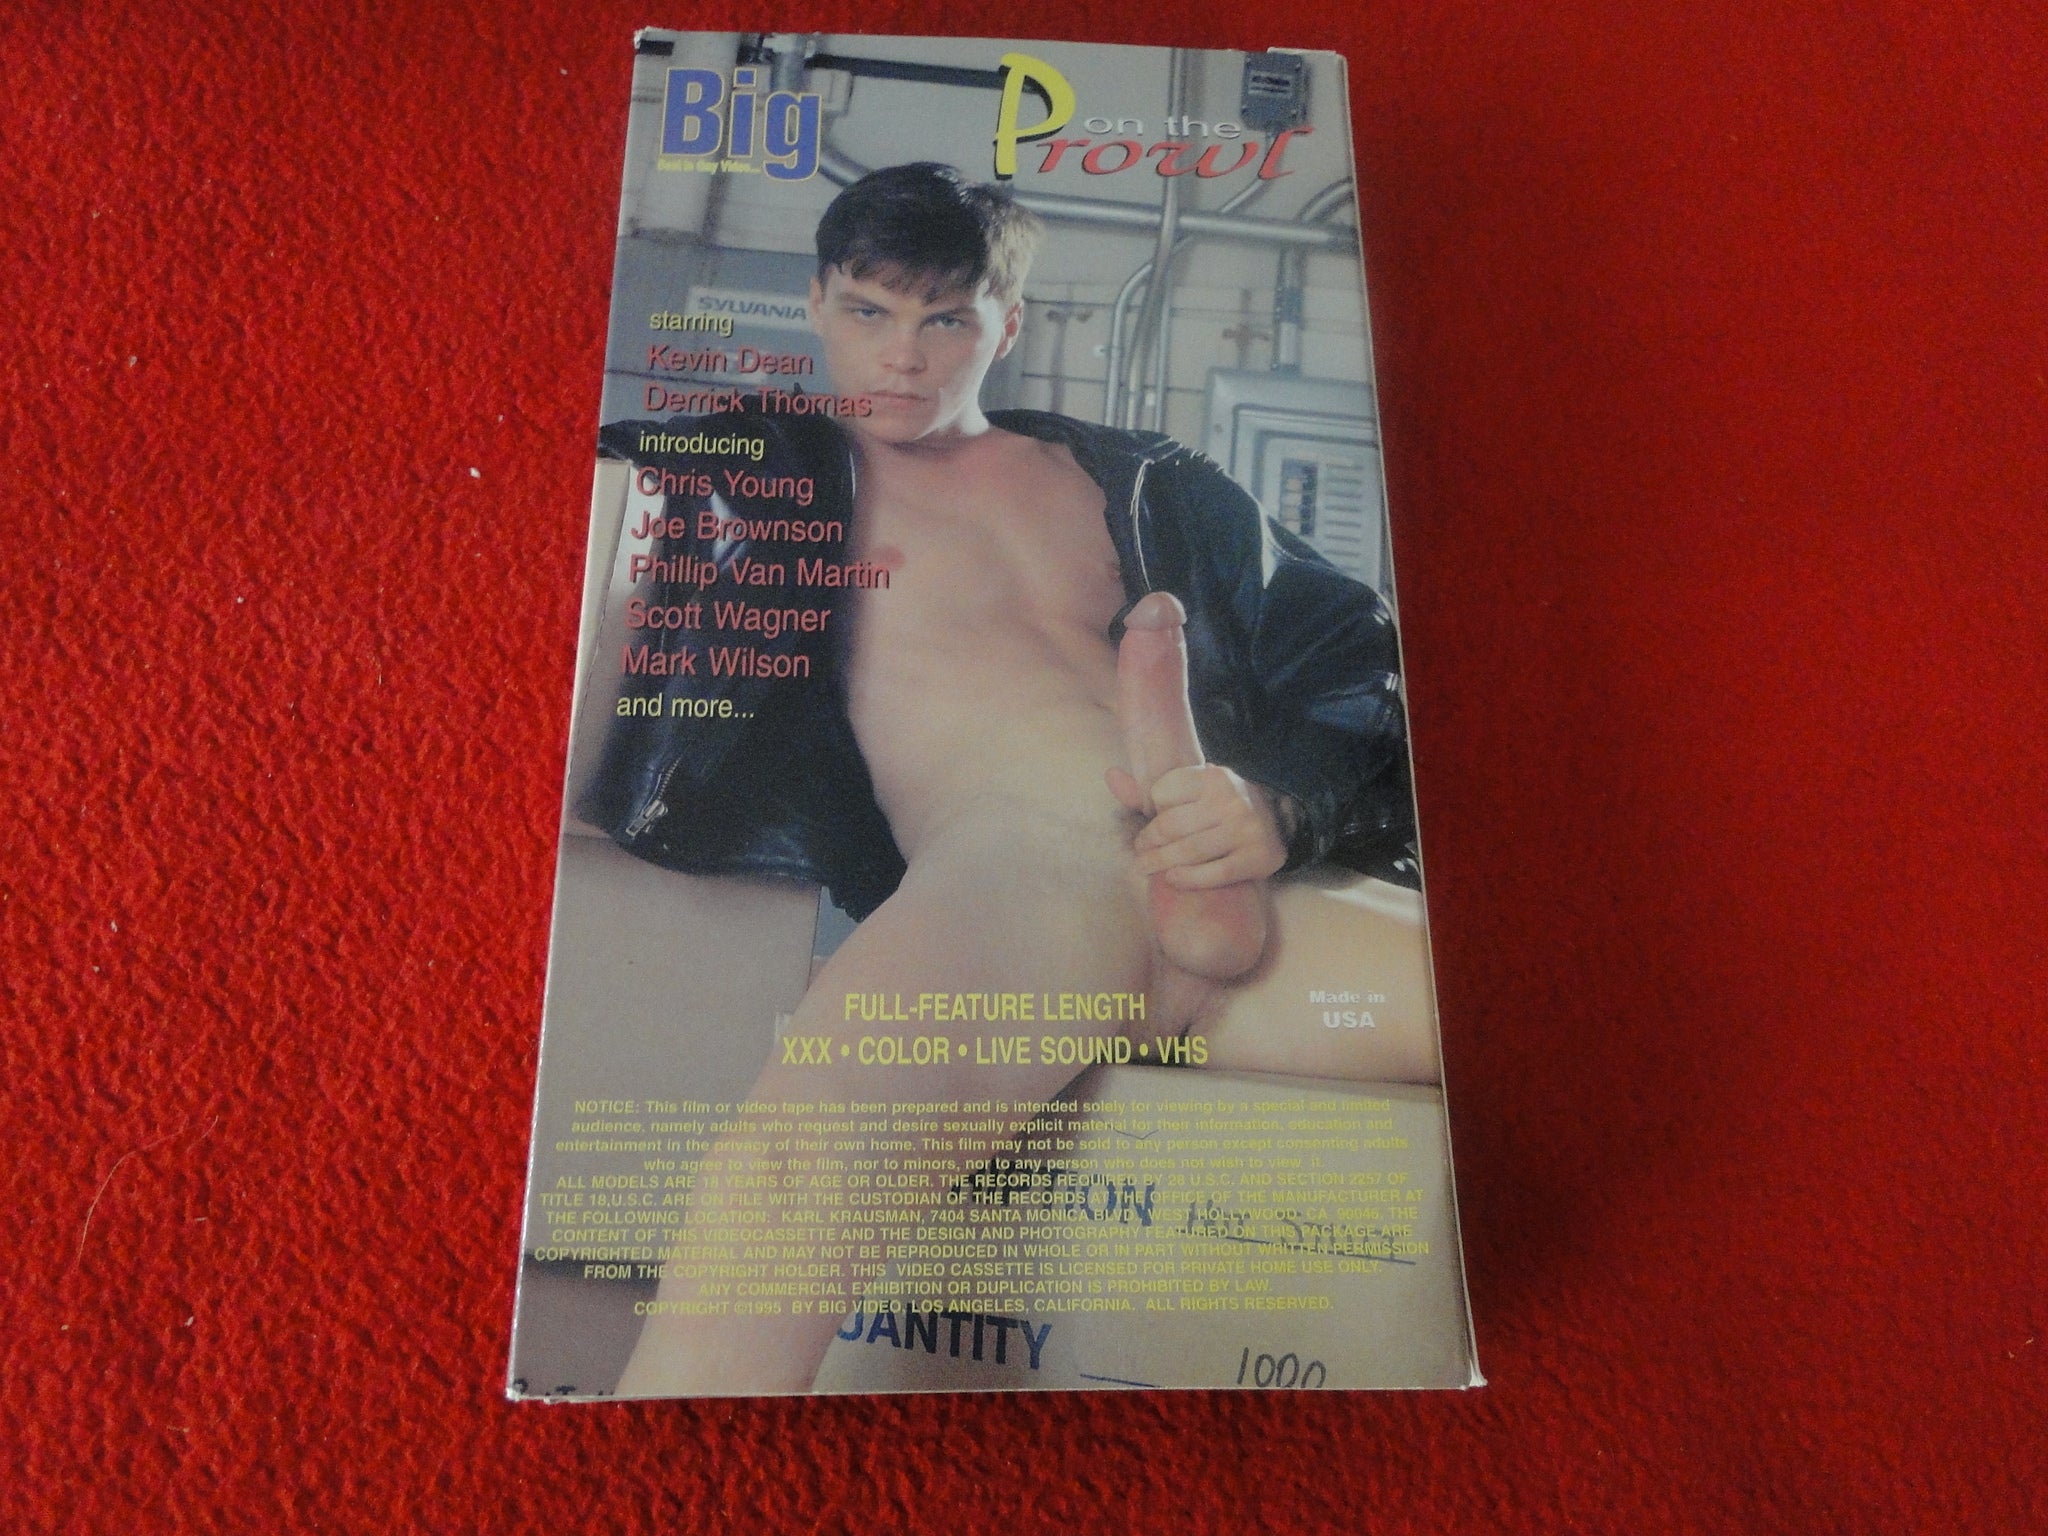 Big
Best in Gay Video...
on the
Prowl
SYLVANIA
starring
Kevin Dean
Derrick Thomas
introducing
Chris Young
Joe Brownson
Phillip Van Martin
Scott Wagner
Mark Wilson
and more...
FULL-FEATURE LENGTH
Made in
USA
XXX • COLOR • LIVE SOUND • VHS
NOTICE: This film or video tape has been prepared and is intended solely for viewing by a special and limited
audience, namely adults who request and desire sexually explicit material for their information, education and
entertainment in the privacy of their own home. This film may not be sold to any person except consenting adults
who agree to view the film, nor to minors, nor to any person who does not wish to view it.
ALL MODELS ARE 18 YEARS OF AGE OR OLDER. THE RECORDS REQUIRED BY 28 U.S.C. AND SECTION 2257 OF
TITLE 18,U.S.C. ARE ON FILE WITH THE CUSTODIAN OF THE RECORDS AT THE OFFICE OF THE MANUFACTURER AT
THE FOLLOWING LOCATION: KARL KRAUSMAN, 7404 SANTA MONICA BLVD., WEST HOLLYWOOD, CA 90046. THE
CONTENT OF THIS VIDEOCASSETTE AND THE DESIGN AND PHOTOGRAPHY FEATURED ON THIS PACKAGE ARE
COPYRIGHTED MATERIAL AND MAY NOT BE REPRODUCED IN WHOLE OR IN PART WITHOUT WRITTEN PERMISSION
FROM THE COPYRIGHT HOLDER. THIS VIDEO CASSETTE IS LICENSED FOR PRIVATE HOME USE ONLY.
ANY COMMERCIAL EXHIBITION OR DUPLICATION IS PROHIBITED BY LAW.
COPYRIGHT ©1995 BY BIG VIDEO, LOS ANGELES, CALIFORNIA. ALL RIGHTS RESERVED.
UANTITY
1000